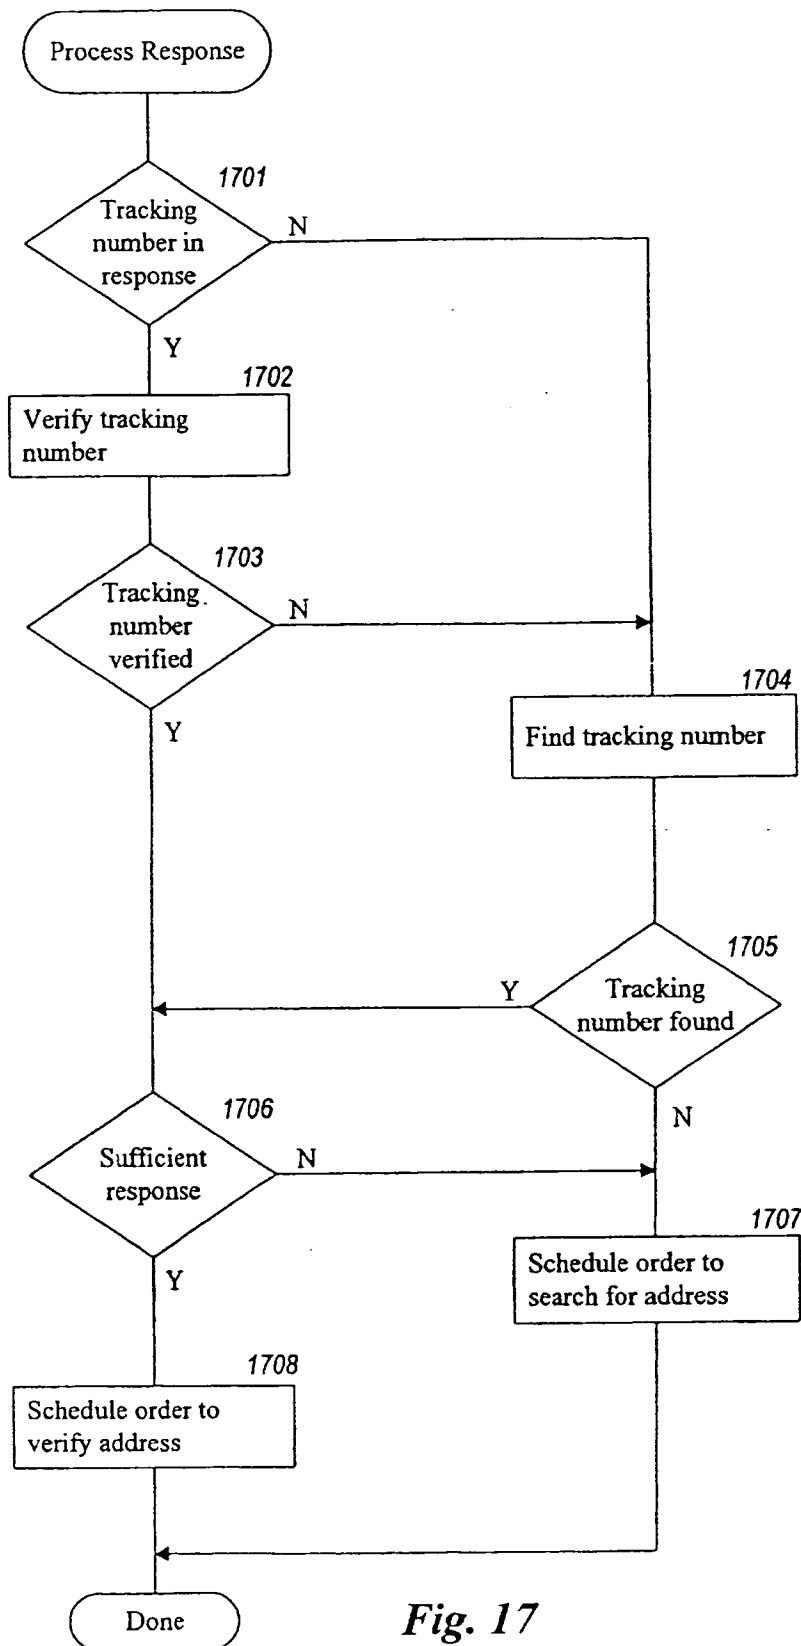 Process Response
1701
Tracking
number in
response
N
Y
1702
Verify tracking
number
1703
Tracking
number
verified
N
Y
1704
Find tracking number
1705
Tracking
number found
Y
N
1706
Sufficient
response
N
Y
1707
Schedule order to
search for address
1708
Schedule order to
verify address
Done
Fig. 17